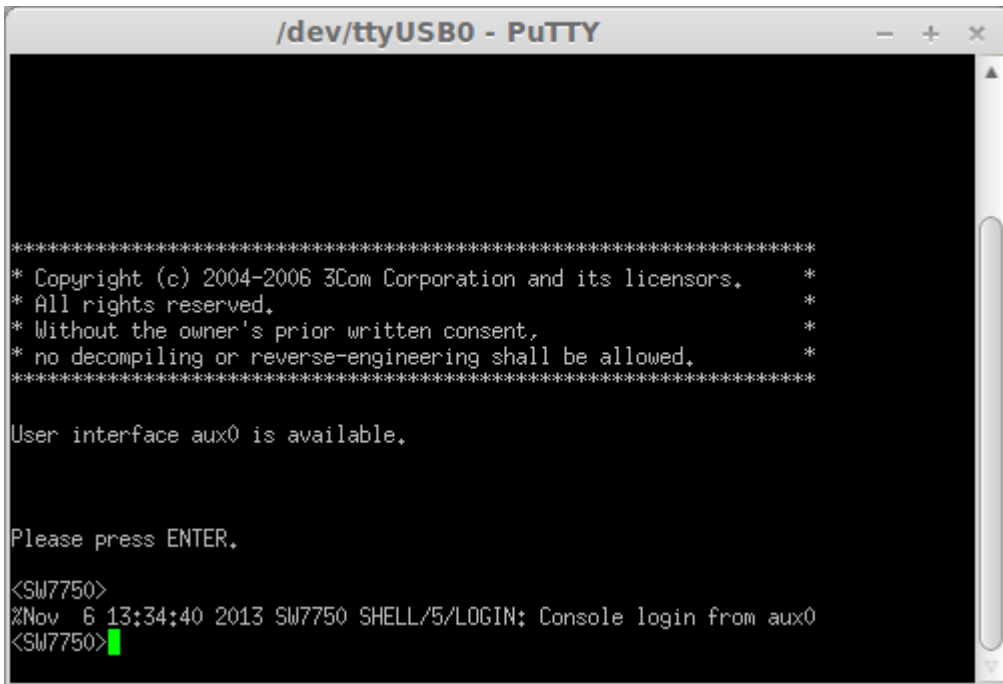 /dev/ttyUSB0 - PuTTY
********************************************************************
* Copyright (c) 2004-2006 3Com Corporation and its licensors.      *
* All rights reserved.                                             *
* Without the owner's prior written consent,                       *
* no decompiling or reverse-engineering shall be allowed.          *
********************************************************************
User interface aux0 is available.
Please press ENTER.
<SW7750>
%Nov  6 13:34:40 2013 SW7750 SHELL/5/LOGIN: Console login from aux0
<SW7750>